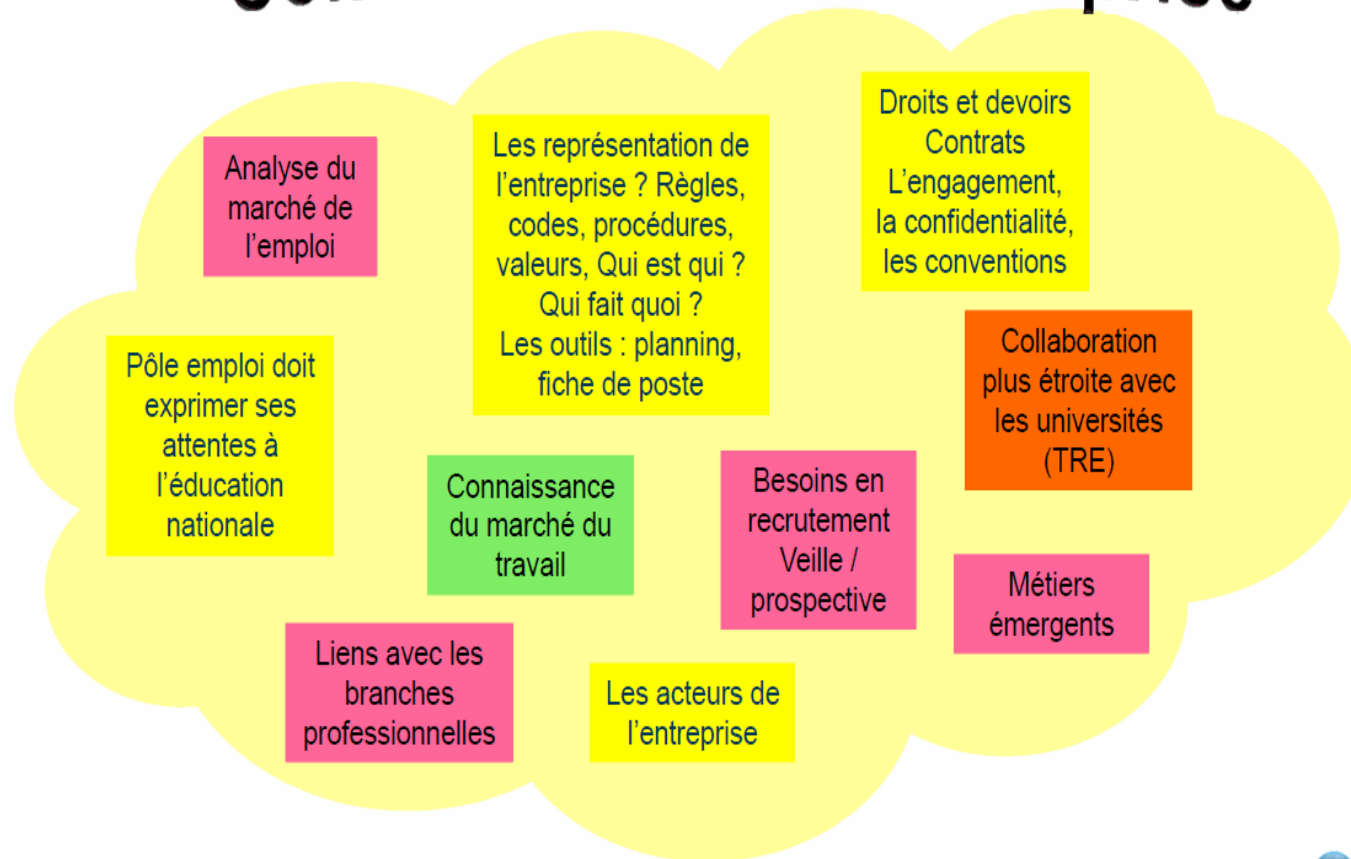 Droits et devoirs
Contrats
L'engagement,
la confidentialité,
les conventions
Les représentation de
l'entreprise ? Règles,
codes, procédures,
valeurs, Qui est qui ?
Qui fait quoi ?
Les outils : planning,
fiche de poste
Analyse du
marché de
l'emploi
Collaboration
plus étroite avec
les universités
(TRE)
Pôle emploi doit
exprimer ses
attentes à
l'éducation
nationale
Connaissance
du marché du
travail
Besoins en
recrutement
Veille /
prospective
Métiers
émergents
Liens avec les
branches
professionnelles
Les acteurs de
l'entreprise